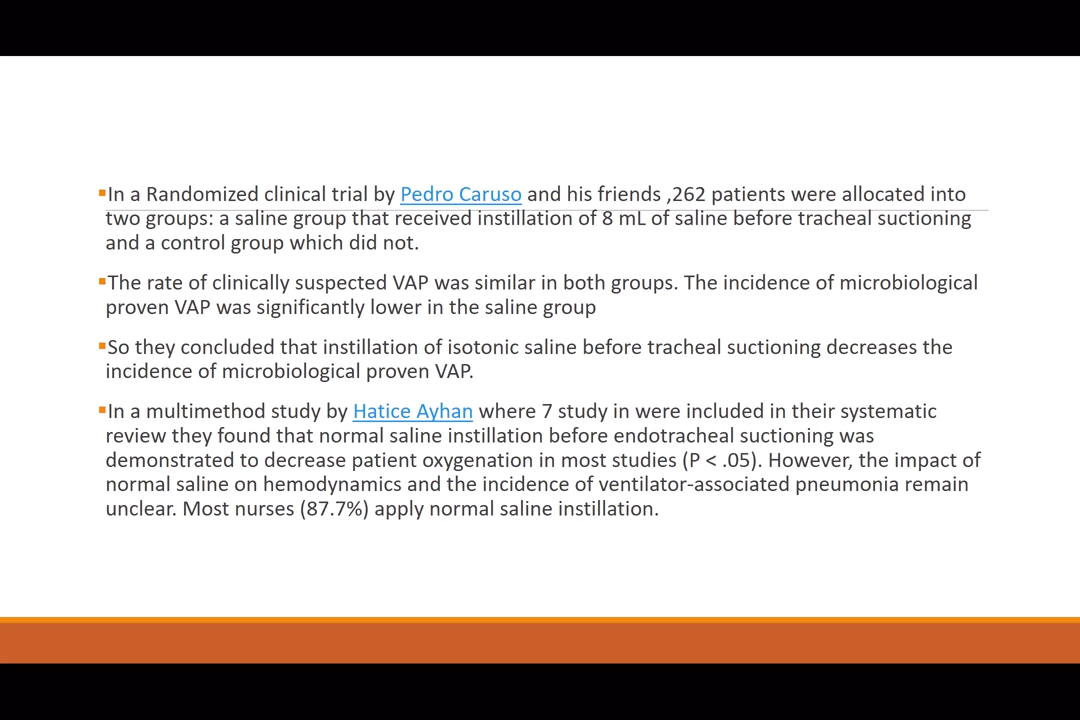 ▪In a Randomized clinical trial by Pedro Caruso and his friends ,262 patients were allocated into
two groups: a saline group that received instillation of 8 mL of saline before tracheal suctioning
and a control group which did not.
▪The rate of clinically suspected VAP was similar in both groups. The incidence of microbiological
proven VAP was significantly lower in the saline group
▪So they concluded that instillation of isotonic saline before tracheal suctioning decreases the
incidence of microbiological proven VAP.
▪In a multimethod study by Hatice Ayhan where 7 study in were included in their systematic
review they found that normal saline instillation before endotracheal suctioning was
demonstrated to decrease patient oxygenation in most studies (P < .05). However, the impact of
normal saline on hemodynamics and the incidence of ventilator-associated pneumonia remain
unclear. Most nurses (87.7%) apply normal saline instillation.